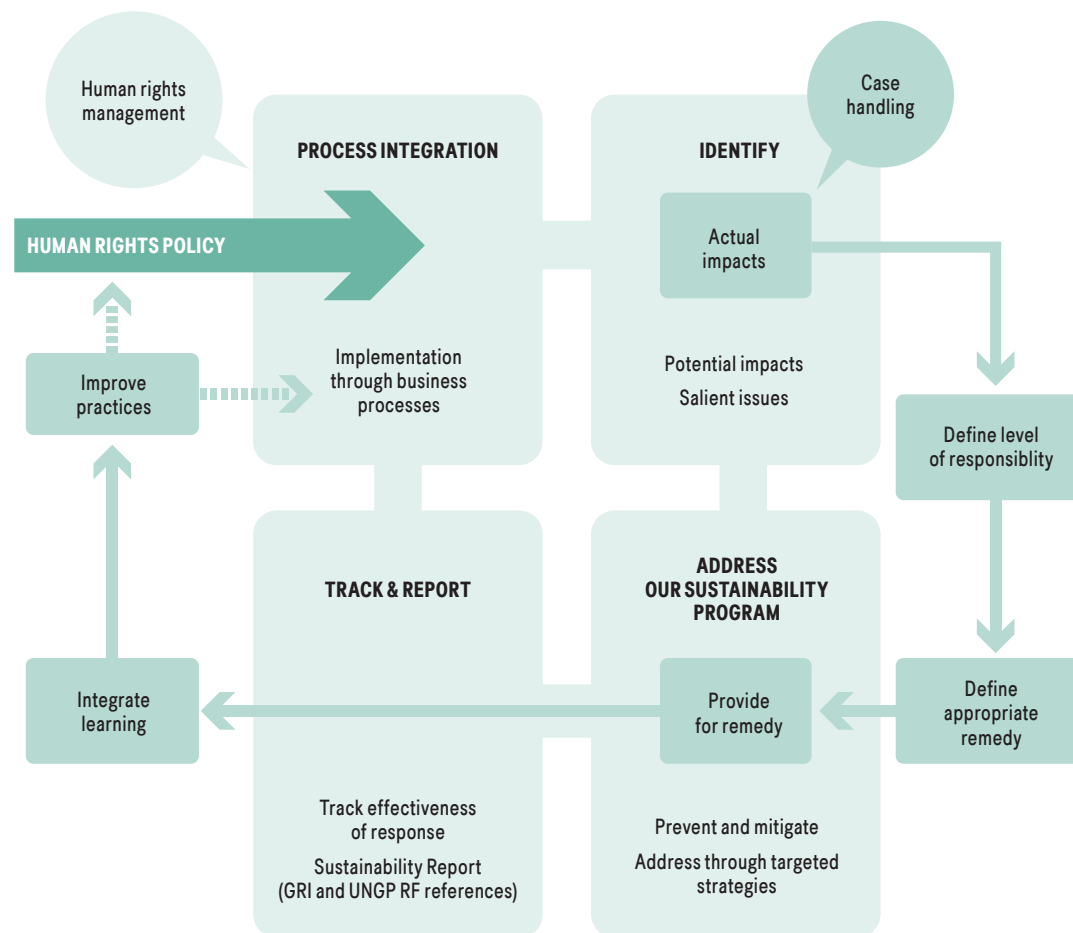 Human rights
management
Case
handling
PROCESS INTEGRATION
IDENTIFY
HUMAN RIGHTS POLICY
Actual
impacts
Implementation
through business
processes
Potential impacts
Salient issues
Improve
practices
Define level
of responsiblity
TRACK & REPORT
ADDRESS
OUR SUSTAINABILITY
PROGRAM
Integrate
learning
Provide
for remedy
Define
appropriate
remedy
Track effectiveness
of response
Sustainability Report
(GRI and UNGP RF references)
Prevent and mitigate
Address through targeted
strategies